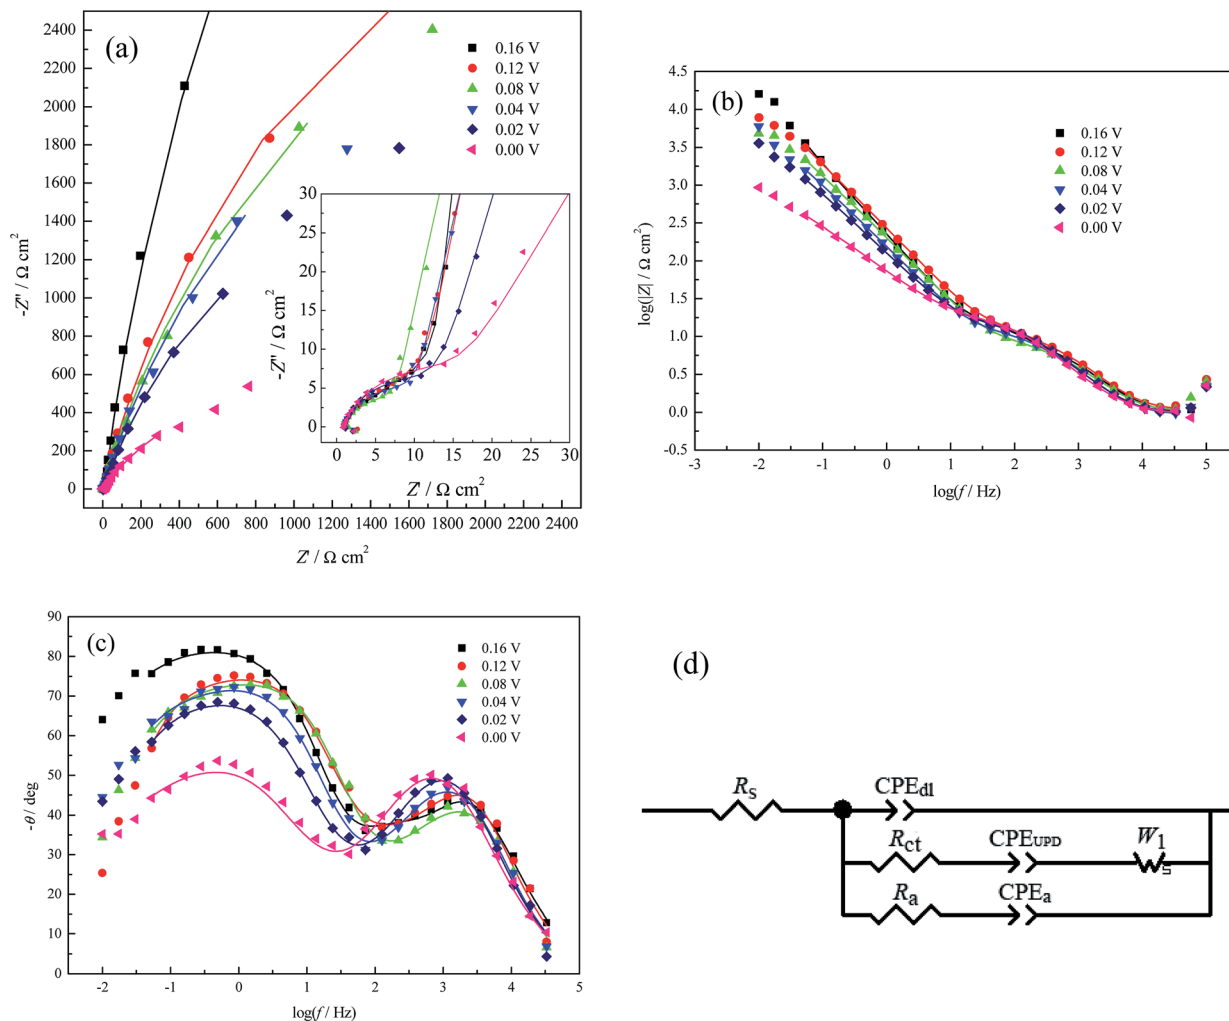 (a)
2400
2200
2000
1800
1600
1400
1200
1000
800
600
400
200
0
-Z'' / Ω cm²
0 200 400 600 800 1000 1200 1400 1600 1800 2000 2200 2400
Z' / Ω cm²
0.16 V
0.12 V
0.08 V
0.04 V
0.02 V
0.00 V
30
25
20
15
10
5
0
-Z'' / Ω cm²
0 5 10 15 20 25 30
Z' / Ω cm²
(b)
4.5
4.0
3.5
3.0
2.5
2.0
1.5
1.0
0.5
0.0
-0.5
log(|Z| / Ω cm²)
-3 -2 -1 0 1 2 3 4 5
log(f / Hz)
0.16 V
0.12 V
0.08 V
0.04 V
0.02 V
0.00 V
(c)
90
80
70
60
50
40
30
20
10
0
-θ / deg
-2 -1 0 1 2 3 4 5
log(f / Hz)
0.16 V
0.12 V
0.08 V
0.04 V
0.02 V
0.00 V
(d)
Rs CPEdl
Rct CPEUPD W1
s
Ra CPEa